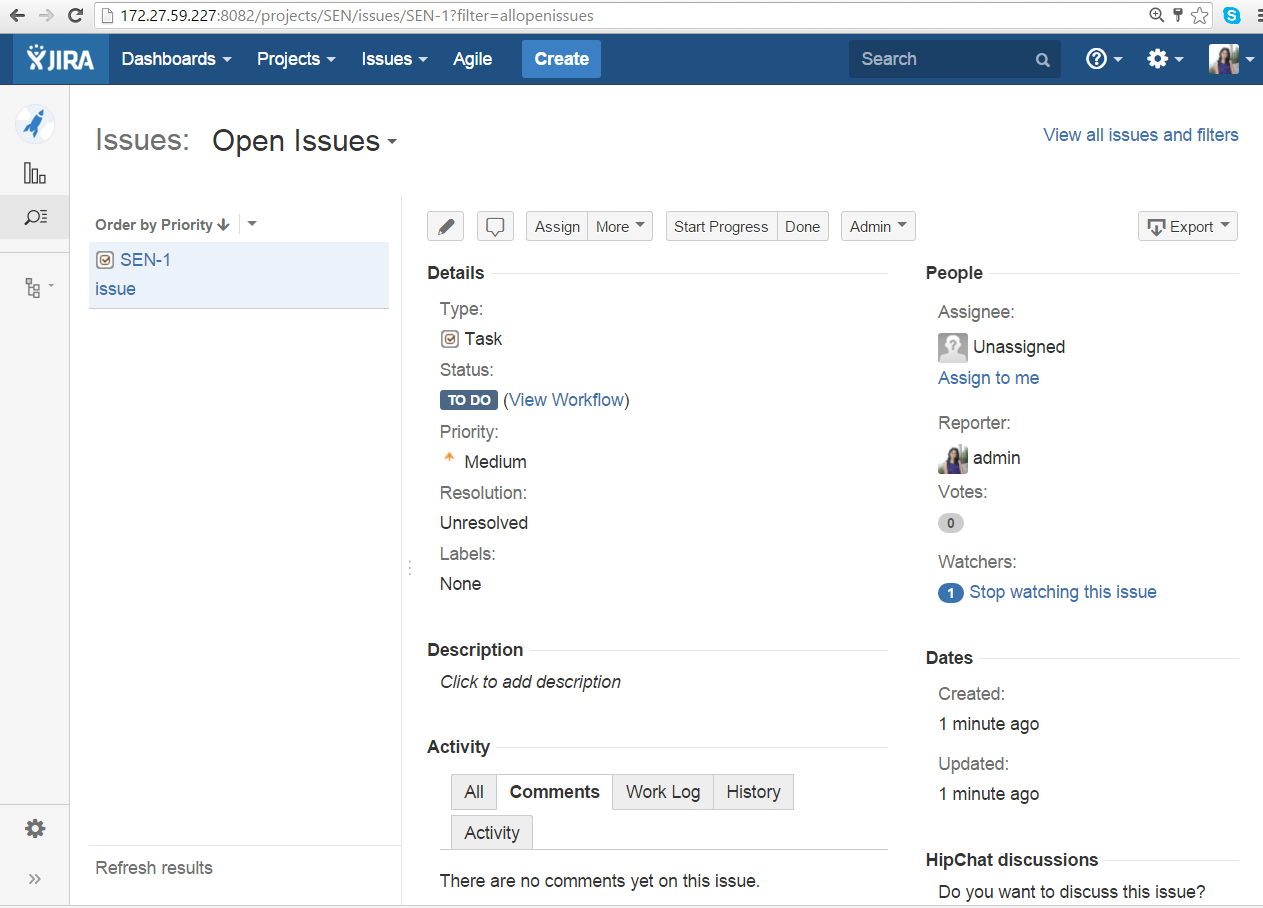 172.27.59.227:8082/projects/SEN/issues/SEN-1?filter=allopenissues
JIRA Dashboards Projects Issues Agile Create Search
Issues: Open Issues
View all issues and filters
Order by Priority
SEN-1
issue
Refresh results
Assign More Start Progress Done Admin Export
Details
Type:
Task
Status:
TO DO (View Workflow)
Priority:
Medium
Resolution:
Unresolved
Labels:
None
Description
Click to add description
Activity
All Comments Work Log History
Activity
There are no comments yet on this issue.
People
Assignee:
Unassigned
Assign to me
Reporter:
admin
Votes:
0
Watchers:
1 Stop watching this issue
Dates
Created:
1 minute ago
Updated:
1 minute ago
HipChat discussions
Do you want to discuss this issue?